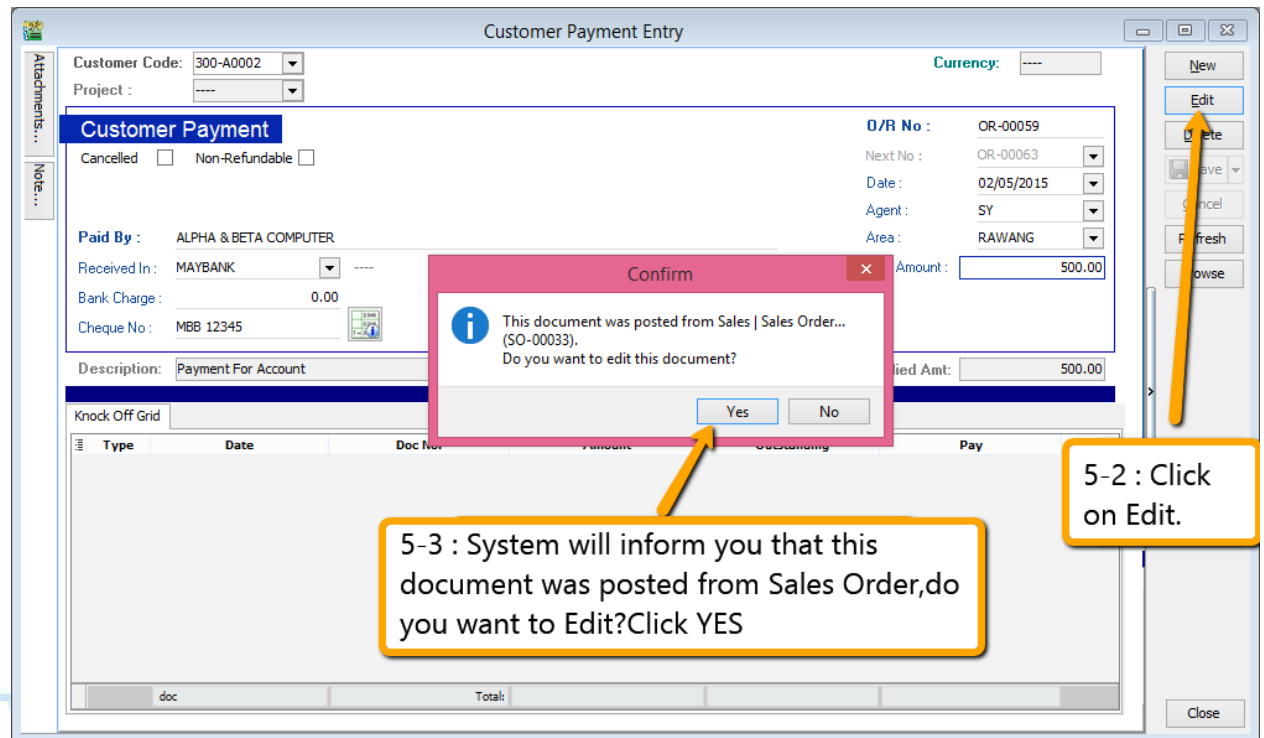 Customer Payment Entry
Attachments...
Note...
Customer Code: 300-A0002
Currency: ----
Project : ----
Customer Payment
Cancelled Non-Refundable
O/R No : OR-00059
Next No : OR-00063
Date : 02/05/2015
Agent : SY
Area : RAWANG
Paid By : ALPHA & BETA COMPUTER
Received In : MAYBANK ----
Amount : 500.00
Bank Charge : 0.00
Cheque No : MBB 12345
Description: Payment For Account
500.00
Knock Off Grid
Type Date Amount Outstanding Pay
doc Total:
Confirm
This document was posted from Sales | Sales Order...
(SO-00033).
Do you want to edit this document?
Yes No
5-3 : System will inform you that this
document was posted from Sales Order,do
you want to Edit?Click YES
5-2 : Click
on Edit.
New
Edit
Close